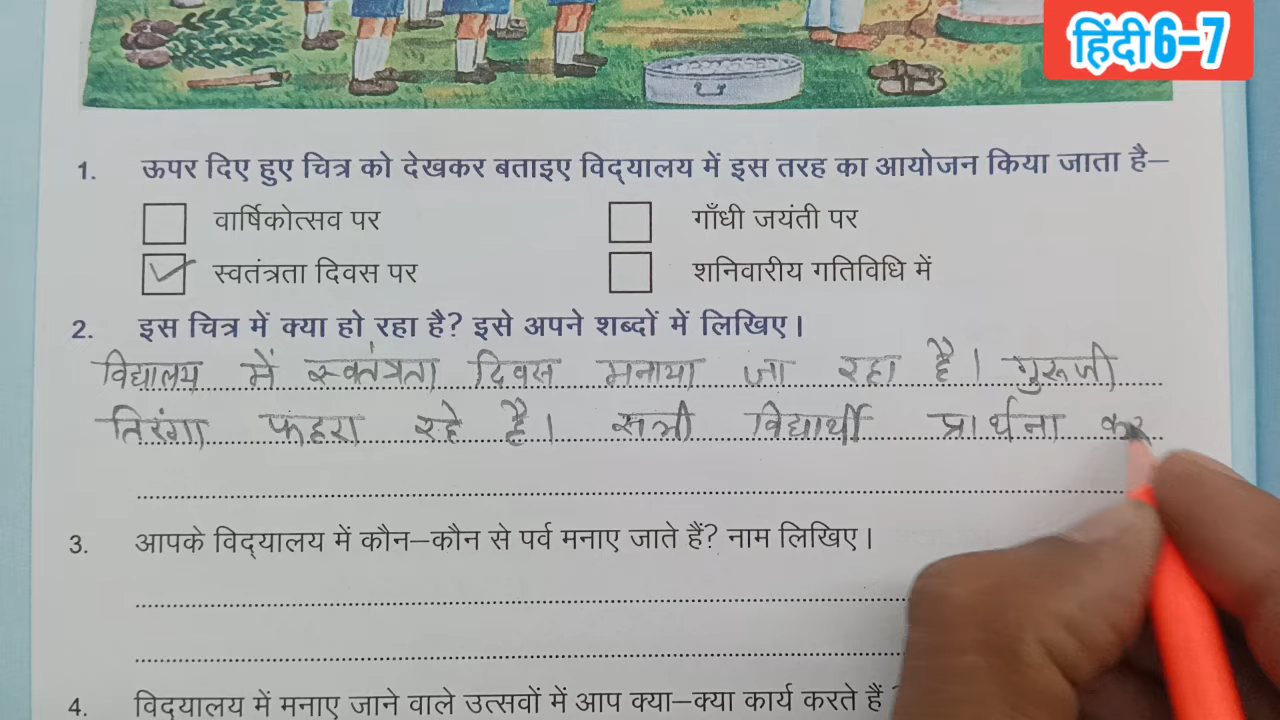 हिंदी 6-7
1. ऊपर दिए हुए चित्र को देखकर बताइए विद्यालय में इस तरह का आयोजन किया जाता है–
वार्षिकोत्सव पर
गाँधी जयंती पर
स्वतंत्रता दिवस पर
शनिवारीय गतिविधि में
2. इस चित्र में क्या हो रहा है? इसे अपने शब्दों में लिखिए।
विद्यालय में स्वतंत्रता दिवस मनाया जा रहा है। गुरूजी
तिरंगा फहरा रहे है। सभी विद्यार्थी प्रार्थना कर
3. आपके विद्यालय में कौन–कौन से पर्व मनाए जाते हैं? नाम लिखिए।
4. विद्यालय में मनाए जाने वाले उत्सवों में आप क्या–क्या कार्य करते हैं